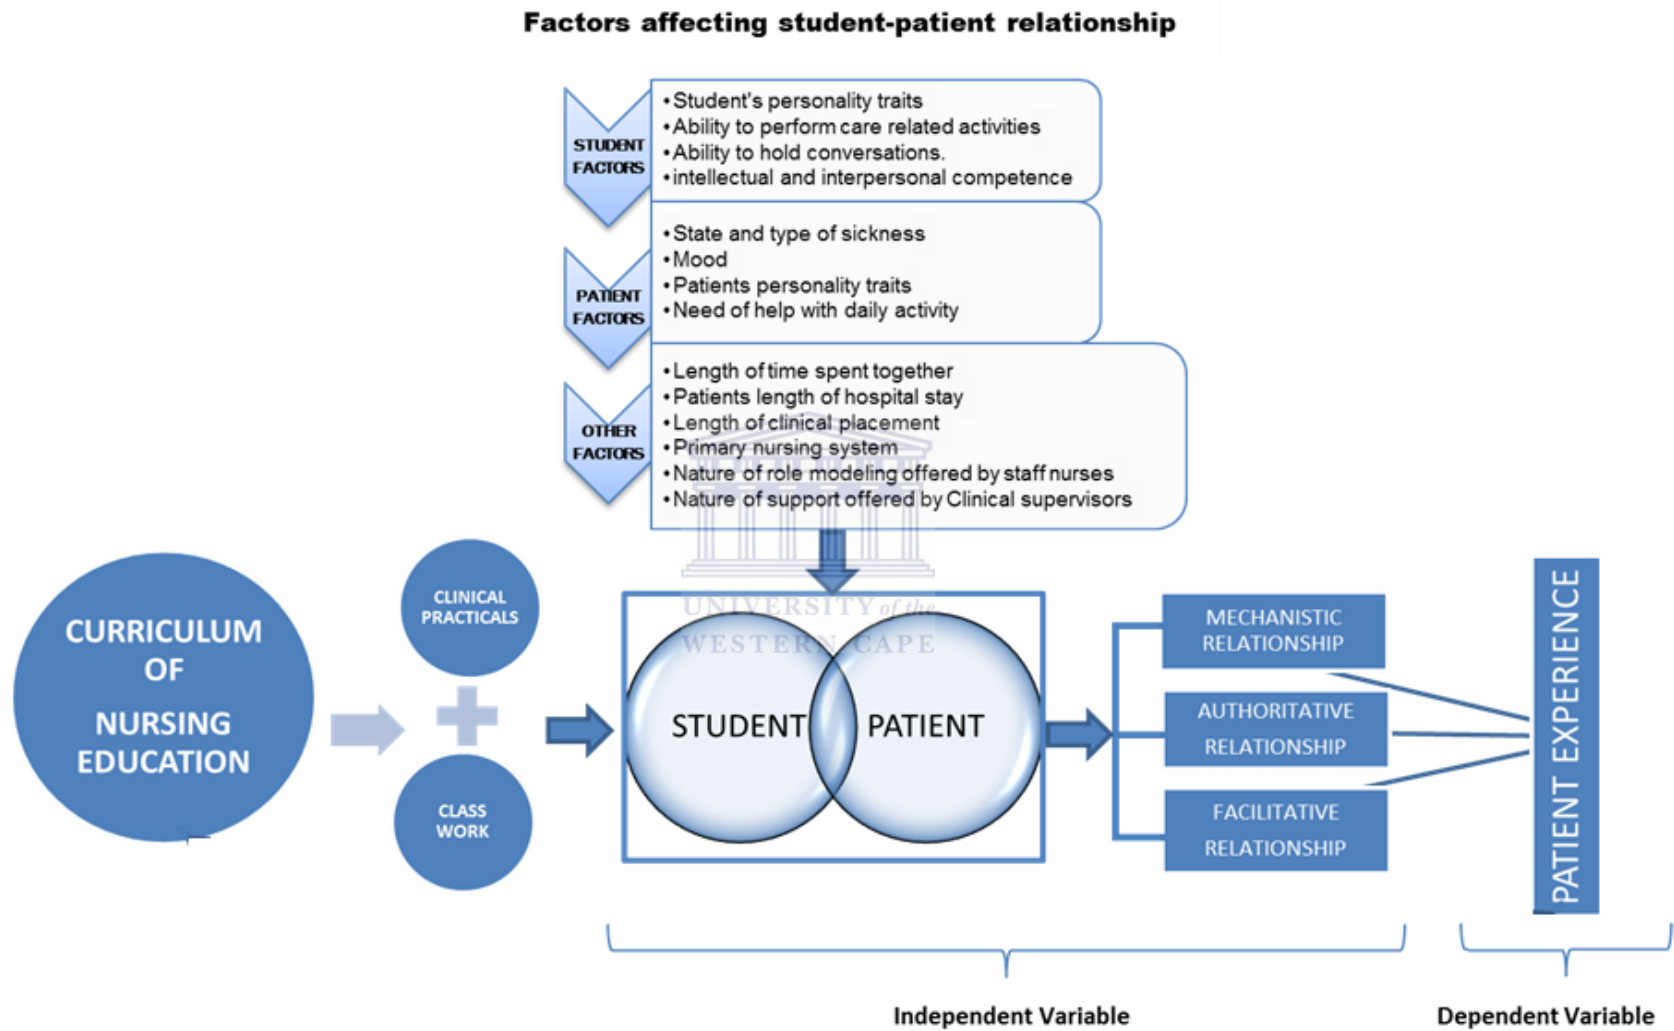 Factors affecting student-patient relationship
STUDENT
FACTORS
•Student's personality traits
•Ability to perform care related activities
•Ability to hold conversations.
•intellectual and interpersonal competence
PATIENT
FACTORS
•State and type of sickness
•Mood
•Patients personality traits
•Need of help with daily activity
OTHER
FACTORS
•Length of time spent together
•Patients length of hospital stay
•Length of clinical placement
•Primary nursing system
•Nature of role modeling offered by staff nurses
•Nature of support offered by Clinical supervisors
CURRICULUM
OF
NURSING
EDUCATION
CLINICAL
PRACTICALS
CLASS
WORK
UNIVERSITY of the
WESTERN CAPE
STUDENT
PATIENT
MECHANISTIC
RELATIONSHIP
AUTHORITATIVE
RELATIONSHIP
FACILITATIVE
RELATIONSHIP
PATIENT EXPERIENCE
Independent Variable
Dependent Variable